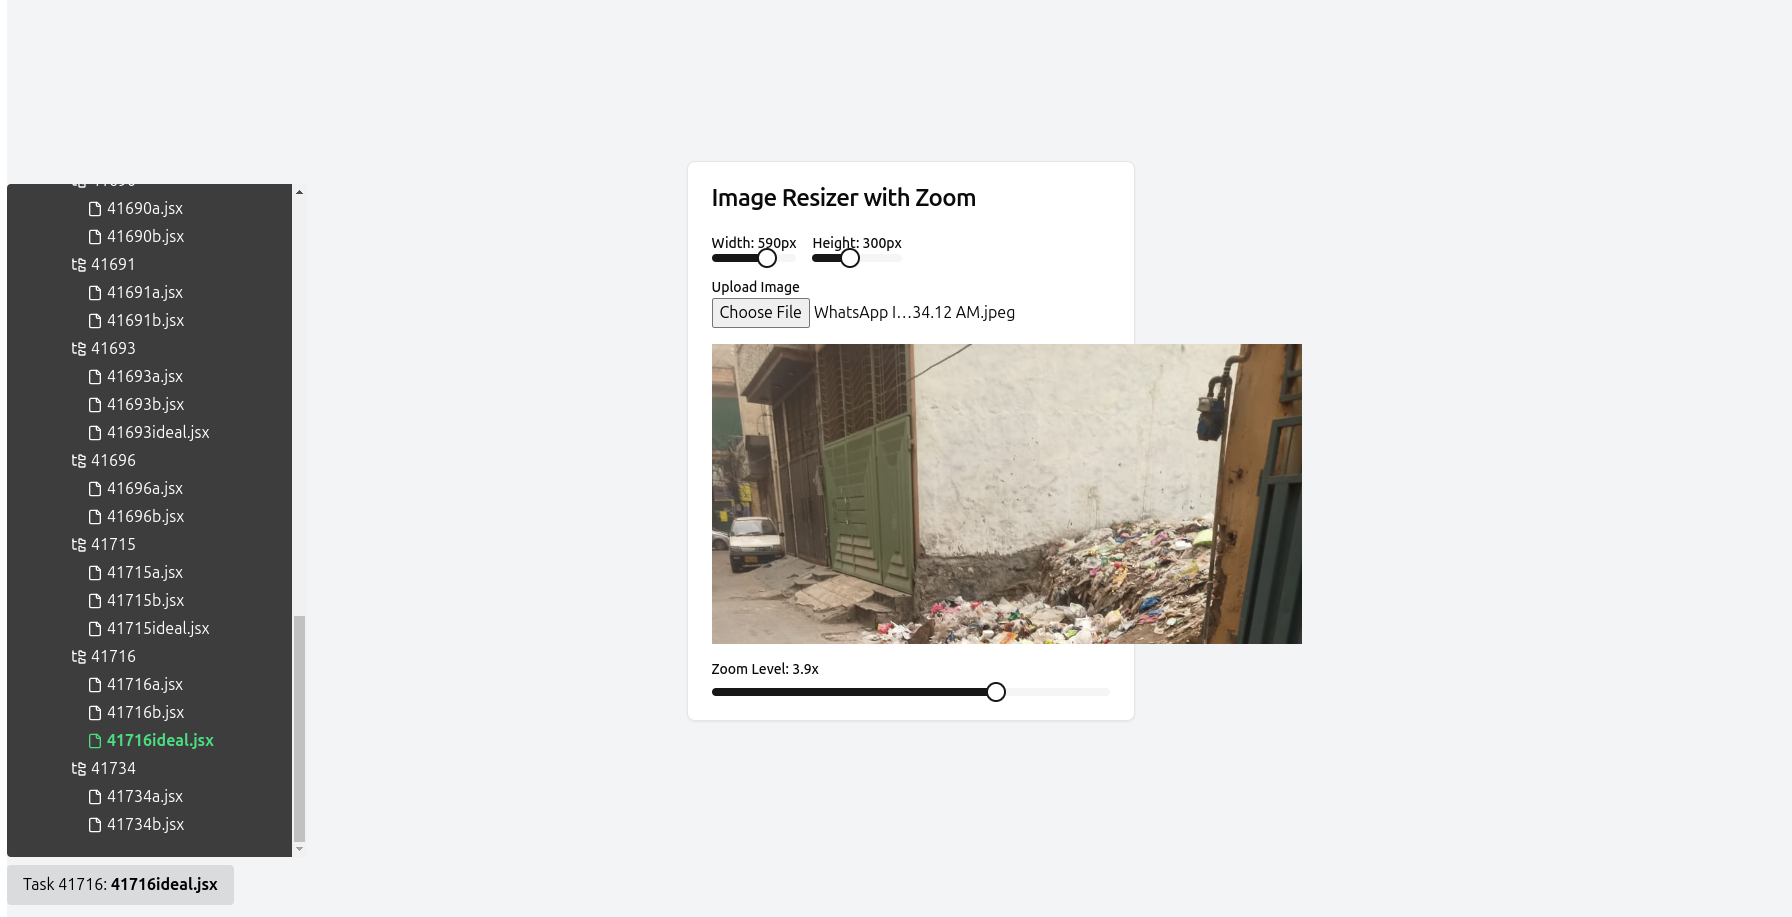 41690a.jsx
41690b.jsx
41691
41691a.jsx
41691b.jsx
41693
41693a.jsx
41693b.jsx
41693ideal.jsx
41696
41696a.jsx
41696b.jsx
41715
41715a.jsx
41715b.jsx
41715ideal.jsx
41716
41716a.jsx
41716b.jsx
41716ideal.jsx
41734
41734a.jsx
41734b.jsx
Task 41716: 41716ideal.jsx
Image Resizer with Zoom
Width: 590px Height: 300px
Upload Image
Choose File WhatsApp I…34.12 AM.jpeg
Zoom Level: 3.9x